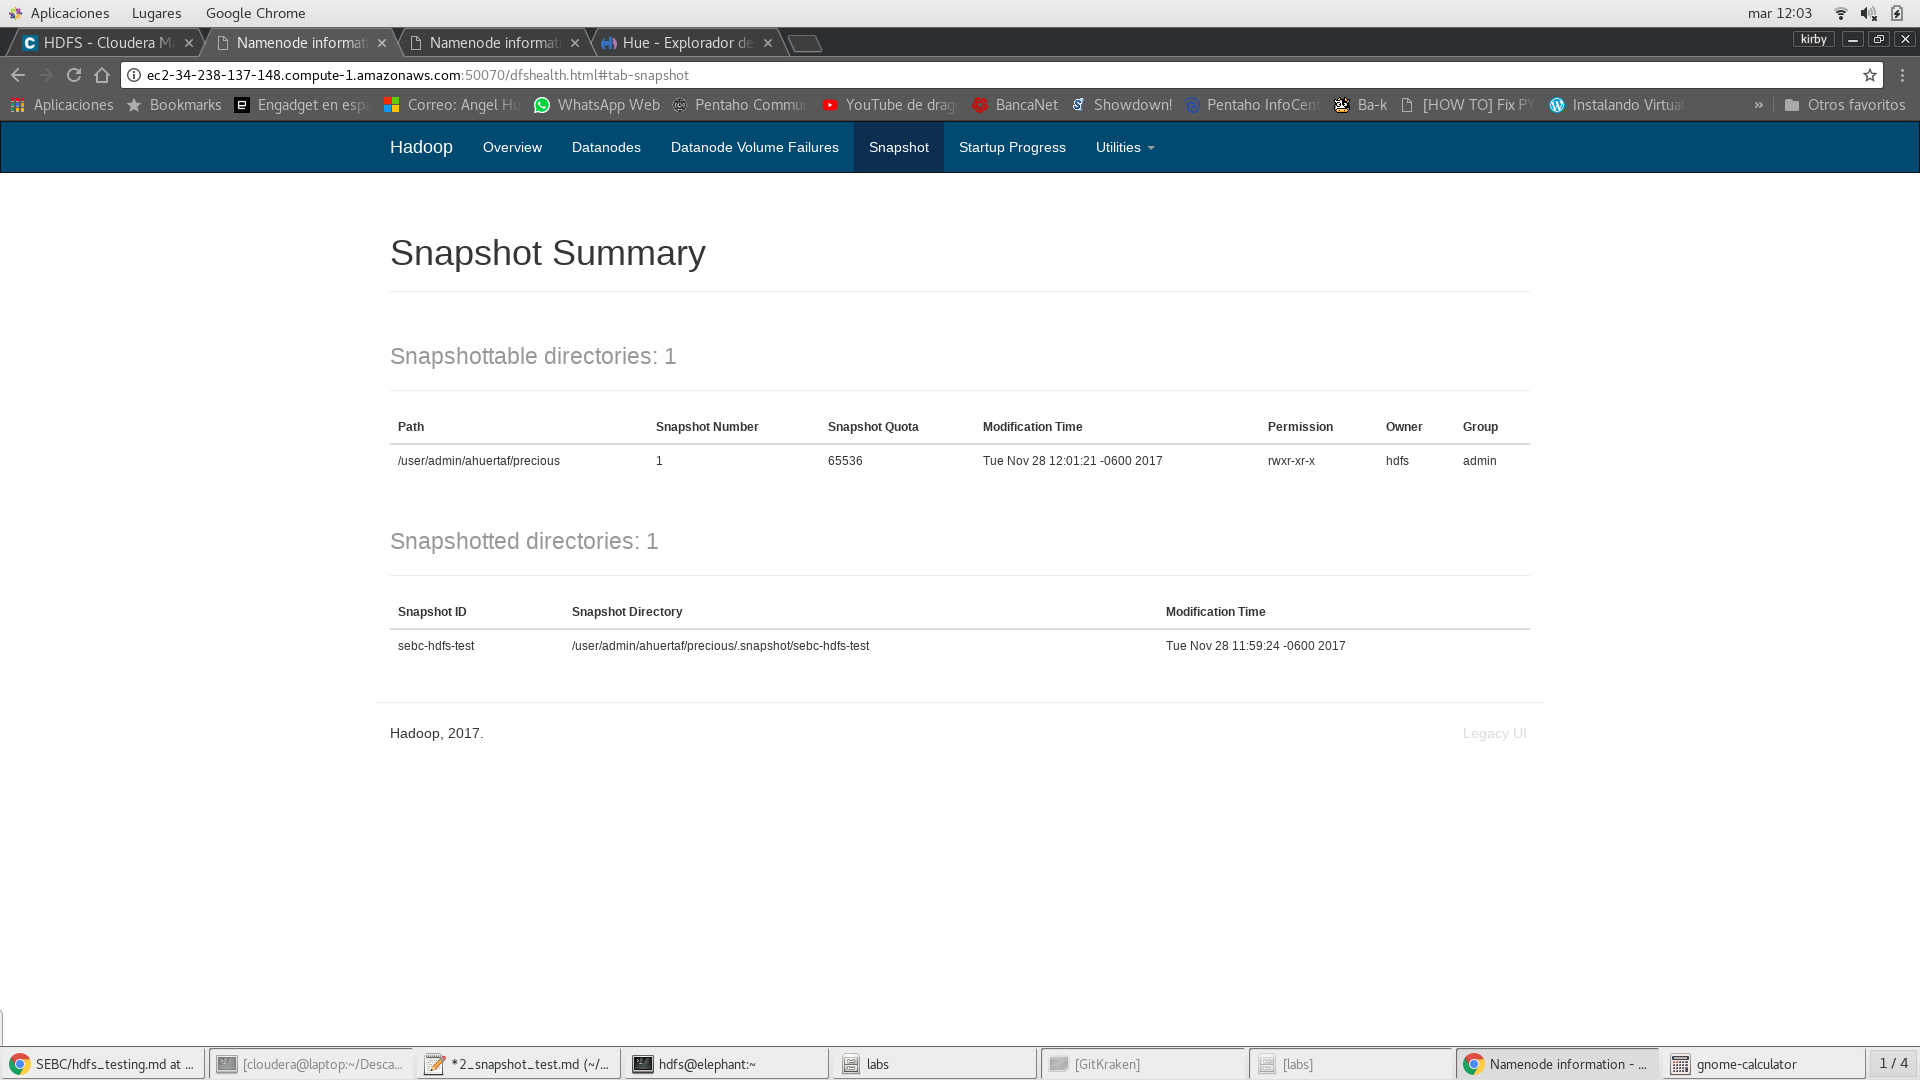 Aplicaciones Lugares Google Chrome mar 12:03
HDFS - Cloudera Ma Namenode informati Namenode informati Hue - Explorador de kirby
ec2-34-238-137-148.compute-1.amazonaws.com:50070/dfshealth.html#tab-snapshot
Aplicaciones Bookmarks Engadget en espa Correo: Angel Hu WhatsApp Web Pentaho Commun YouTube de drag BancaNet Showdown! Pentaho InfoCent Ba-k [HOW TO] Fix PY Instalando Virtual » Otros favoritos
Hadoop Overview Datanodes Datanode Volume Failures Snapshot Startup Progress Utilities
Snapshot Summary
Snapshottable directories: 1
Path Snapshot Number Snapshot Quota Modification Time Permission Owner Group
/user/admin/ahuertaf/precious 1 65536 Tue Nov 28 12:01:21 -0600 2017 rwxr-xr-x hdfs admin
Snapshotted directories: 1
Snapshot ID Snapshot Directory Modification Time
sebc-hdfs-test /user/admin/ahuertaf/precious/.snapshot/sebc-hdfs-test Tue Nov 28 11:59:24 -0600 2017
Hadoop, 2017. Legacy UI
SEBC/hdfs_testing.md at ... [cloudera@laptop:~/Desca... *2_snapshot_test.md (~/... hdfs@elephant:~ labs [GitKraken] [labs] Namenode information - ... gnome-calculator 1 / 4